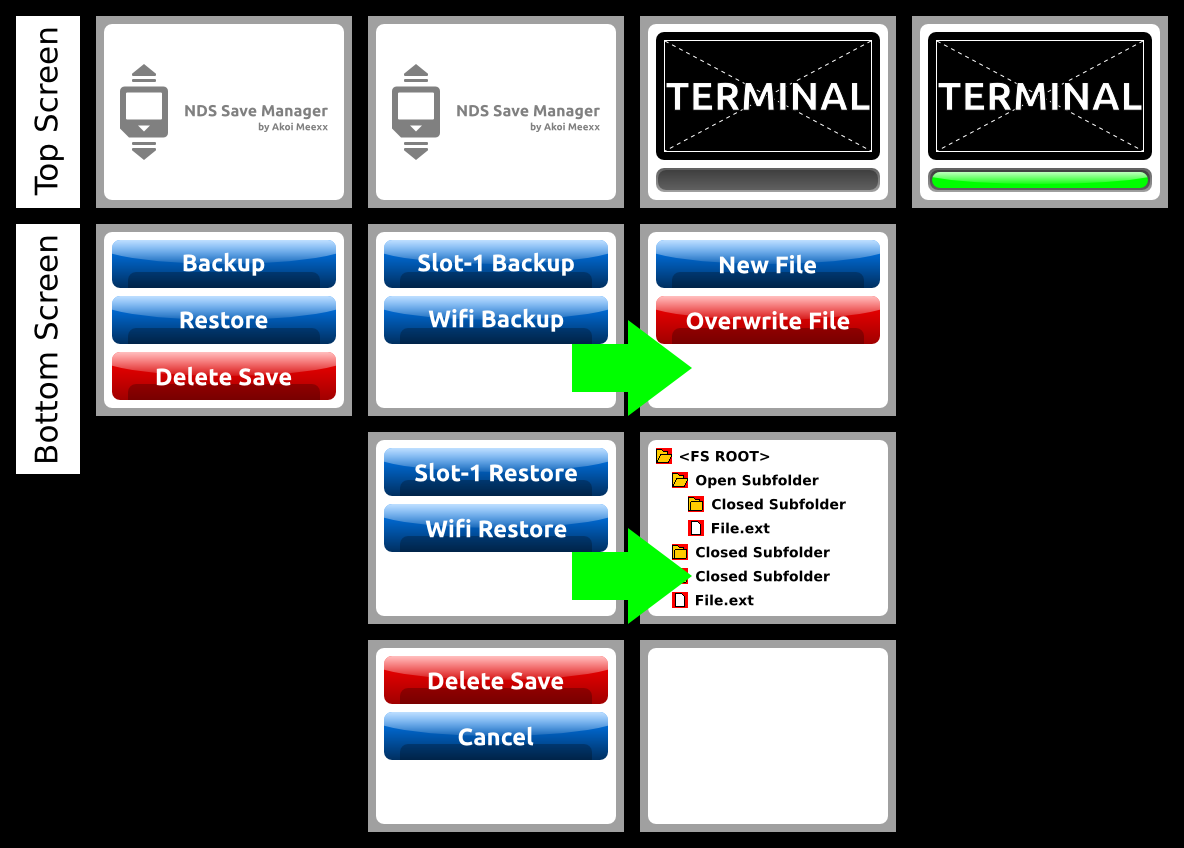 Top Screen
NDS Save Manager
by Akoi Meexx
NDS Save Manager
by Akoi Meexx
TERMINAL
TERMINAL
Bottom Screen
Backup
Restore
Delete Save
Slot-1 Backup
Wifi Backup
New File
Overwrite File
Slot-1 Restore
Wifi Restore
<FS ROOT>
Open Subfolder
Closed Subfolder
File.ext
Closed Subfolder
Closed Subfolder
File.ext
Delete Save
Cancel